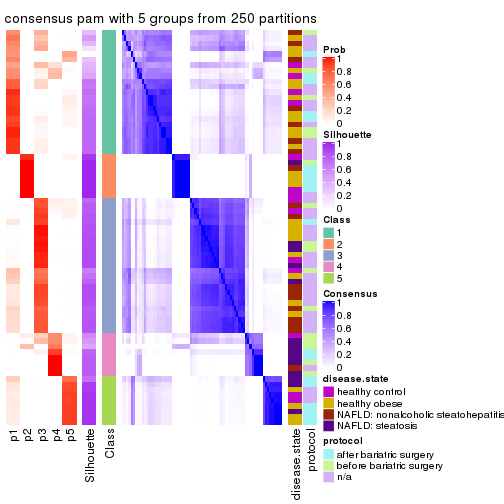 consensus pam with 5 groups from 250 partitions
Prob
1
0.8
0.6
0.4
0.2
0
Silhouette
1
0.8
0.6
0.4
0.2
0
Class
1
2
3
4
5
Consensus
1
0.8
0.6
0.4
0.2
0
disease.state
healthy control
healthy obese
NAFLD: nonalcoholic steatohepatitis
NAFLD: steatosis
protocol
after bariatric surgery
before bariatric surgery
n/a
p1
p2
p3
p4
p5
Silhouette
Class
disease.state
protocol